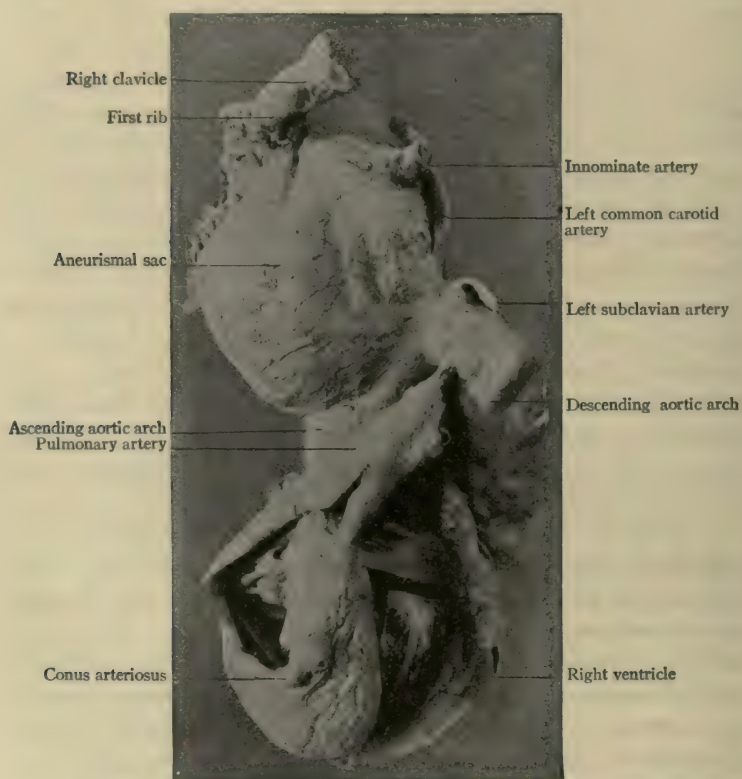 Right clavicle
First rib
Aneurismal sac
Ascending aortic arch
Pulmonary artery
Conus arteriosus
Innominate artery
Left common carotid
artery
Left subclavian artery
Descending aortic arch
Right ventricle